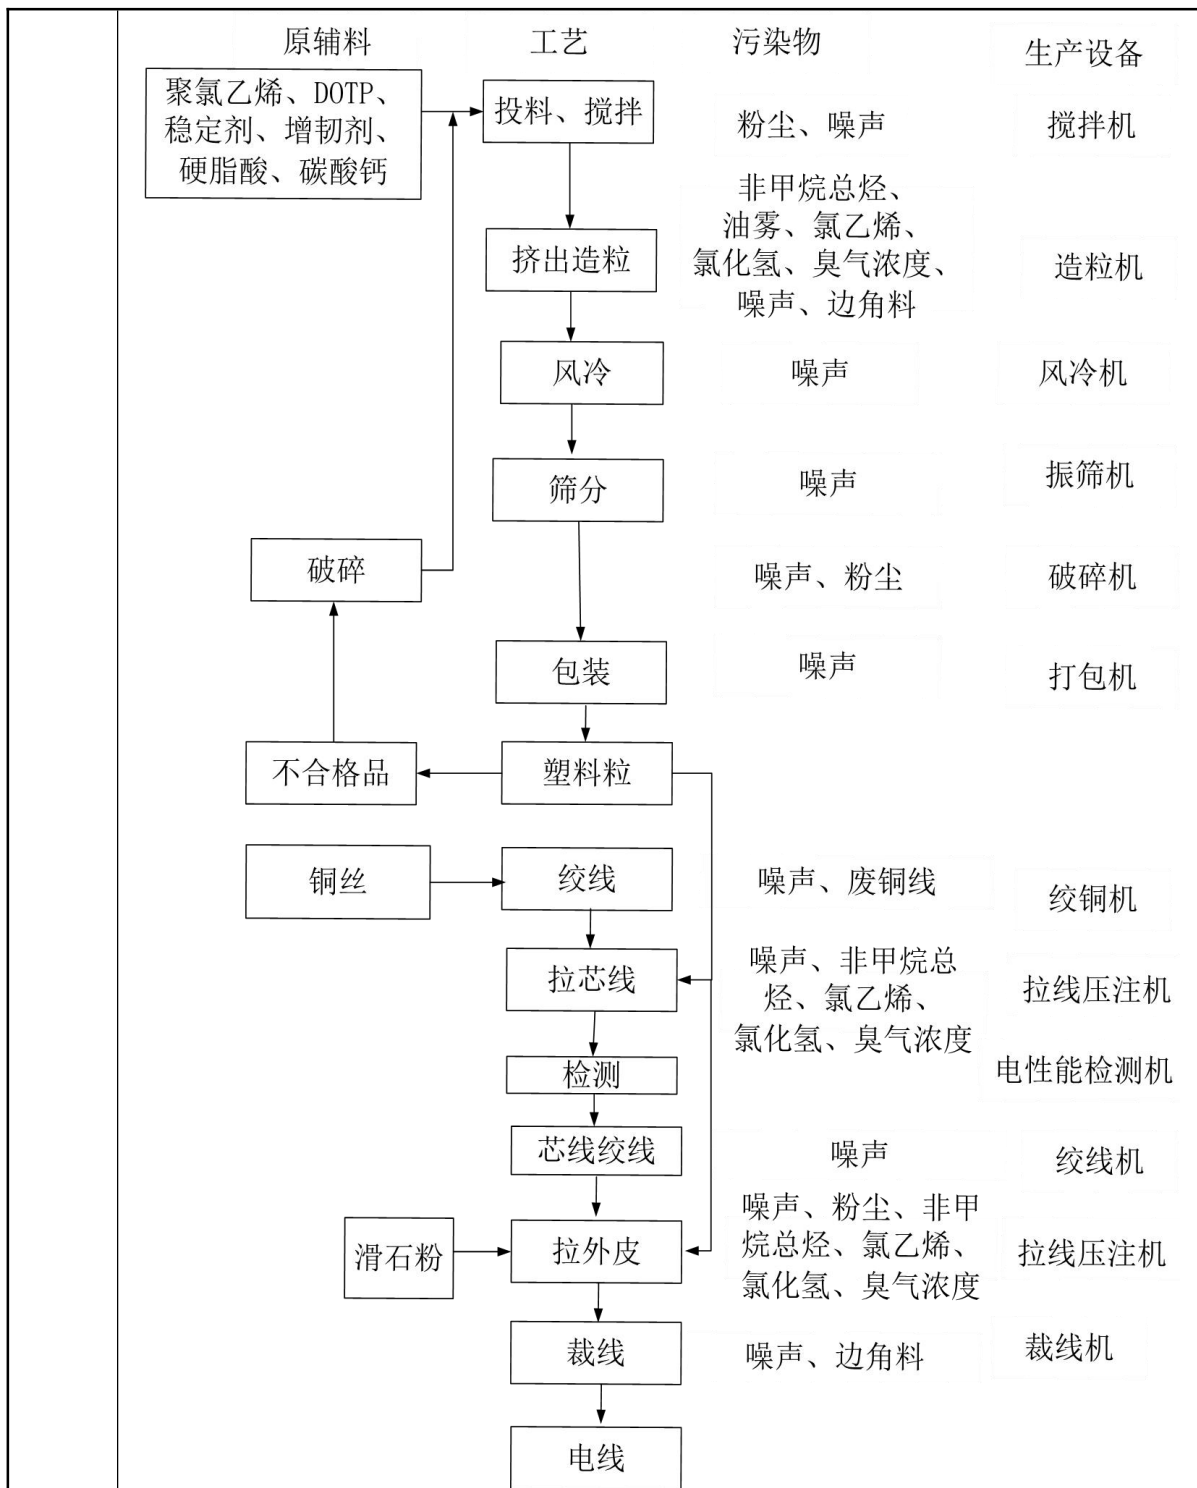 原辅料 工艺 污染物 生产设备
聚氯乙烯、DOTP、
稳定剂、增韧剂、
硬脂酸、碳酸钙
投料、搅拌
粉尘、噪声
搅拌机
非甲烷总烃、
油雾、氯乙烯、
氯化氢、臭气浓度、
噪声、边角料
挤出造粒
造粒机
风冷
噪声
风冷机
筛分
噪声
振筛机
破碎
噪声、粉尘
破碎机
包装
噪声
打包机
不合格品
塑料粒
铜丝
绞线
噪声、废铜线
绞铜机
拉芯线
噪声、非甲烷总
烃、氯乙烯、
氯化氢、臭气浓度
拉线压注机
检测
电性能检测机
芯线绞线
噪声
绞线机
滑石粉
拉外皮
噪声、粉尘、非甲
烷总烃、氯乙烯、
氯化氢、臭气浓度
拉线压注机
裁线
噪声、边角料
裁线机
电线